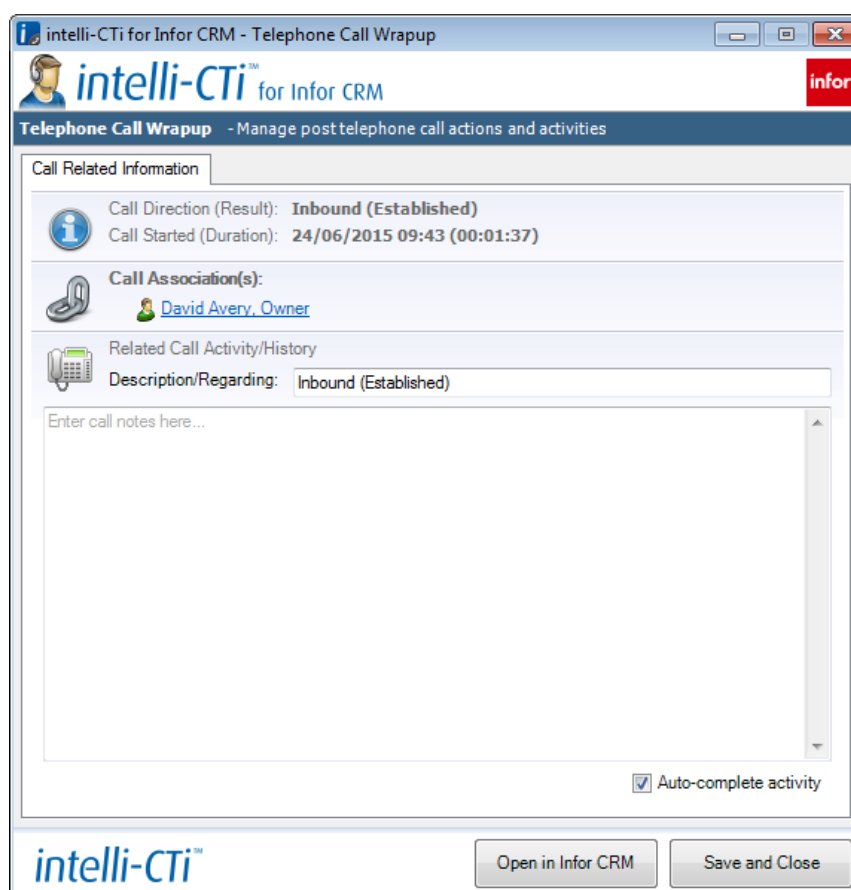 intelli-CTi for Infor CRM - Telephone Call Wrapup
intelli-CTi™ for Infor CRM
infor
Telephone Call Wrapup - Manage post telephone call actions and activities
Call Related Information
Call Direction (Result): Inbound (Established)
Call Started (Duration): 24/06/2015 09:43 (00:01:37)
Call Association(s):
David Avery, Owner
Related Call Activity/History
Description/Regarding: Inbound (Established)
Enter call notes here...
Auto-complete activity
intelli-CTi™
Open in Infor CRM
Save and Close